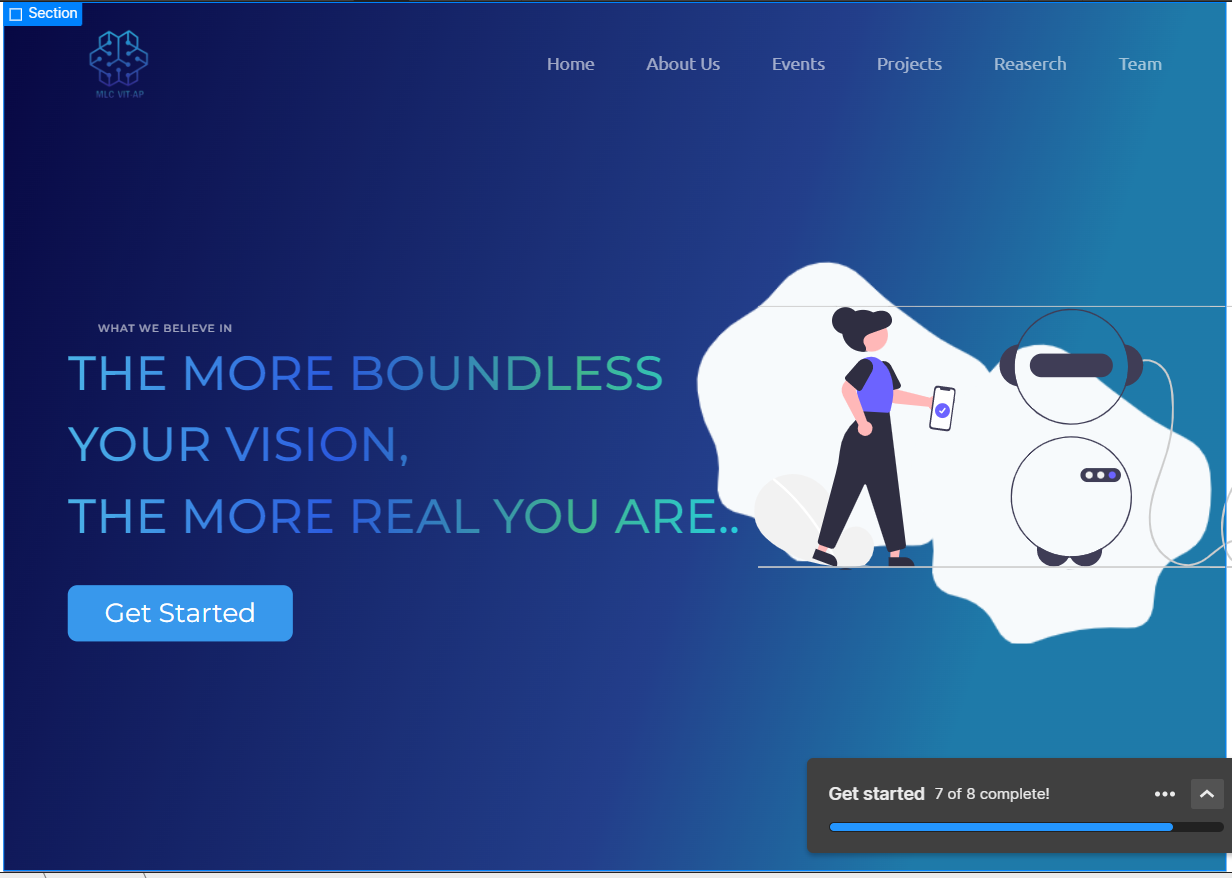 Section
MLC VIT-AP
Home
About Us
Events
Projects
Reaserch
Team
WHAT WE BELIEVE IN
THE MORE BOUNDLESS
YOUR VISION,
THE MORE REAL YOU ARE..
Get Started
Get started 7 of 8 complete!